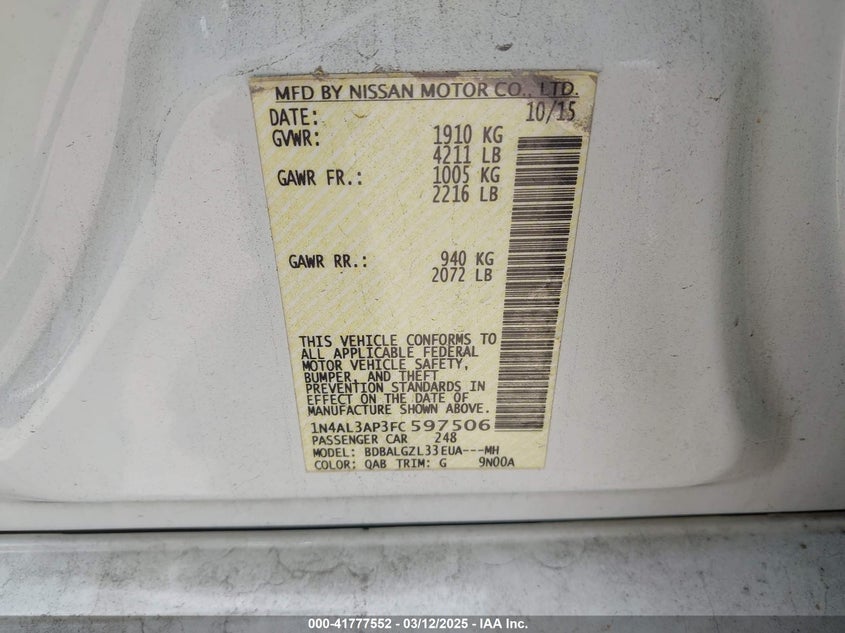 MFD BY NISSAN MOTOR CO., LTD.
DATE: 10/15
GVWR: 1910 KG
4211 LB
GAWR FR.: 1005 KG
2216 LB
GAWR RR.: 940 KG
2072 LB
THIS VEHICLE CONFORMS TO
ALL APPLICABLE FEDERAL
MOTOR VEHICLE SAFETY,
BUMPER, AND THEFT
PREVENTION STANDARDS IN
EFFECT ON THE DATE OF
MANUFACTURE SHOWN ABOVE.
1N4AL3AP3FC597506
PASSENGER CAR 248
MODEL: BDBALGZL33EUA---MH
COLOR: QAB TRIM: G 9N00A
000-41777552 / 03/12/2025 - IAA Inc.